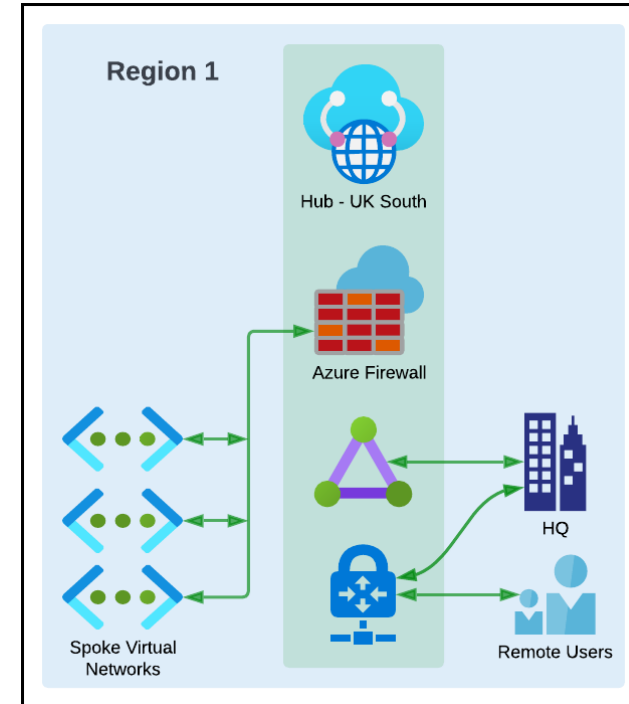 Region 1
Hub - UK South
Azure Firewall
HQ
Spoke Virtual
Networks
Remote Users